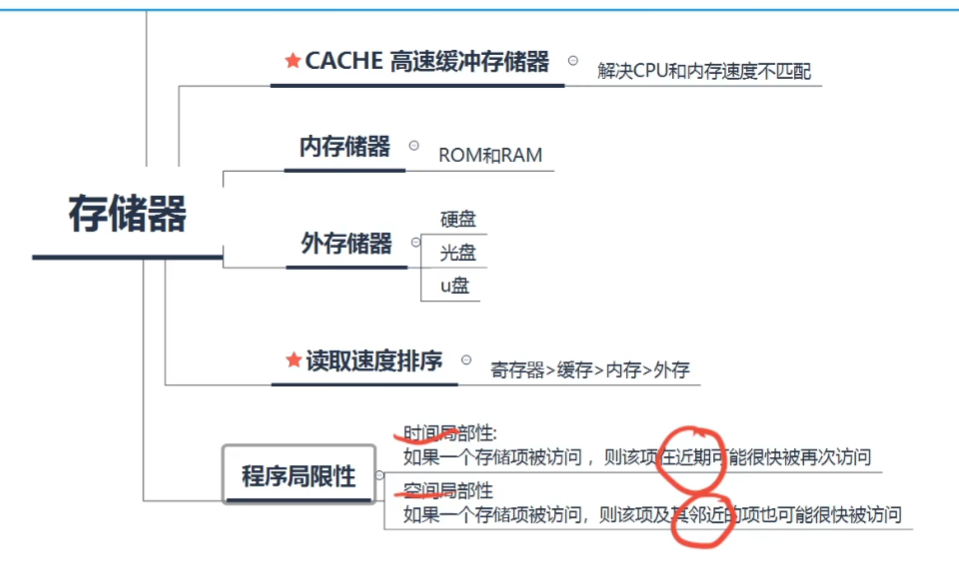 ★CACHE 高速缓冲存储器
解决CPU和内存速度不匹配
内存储器
ROM和RAM
存储器
外存储器
硬盘
光盘
u盘
★读取速度排序
寄存器>缓存>内存>外存
程序局限性
时间局部性:
如果一个存储项被访问，则该项在近期可能很快被再次访问
空间局部性
如果一个存储项被访问，则该项及其邻近的项也可能很快被访问